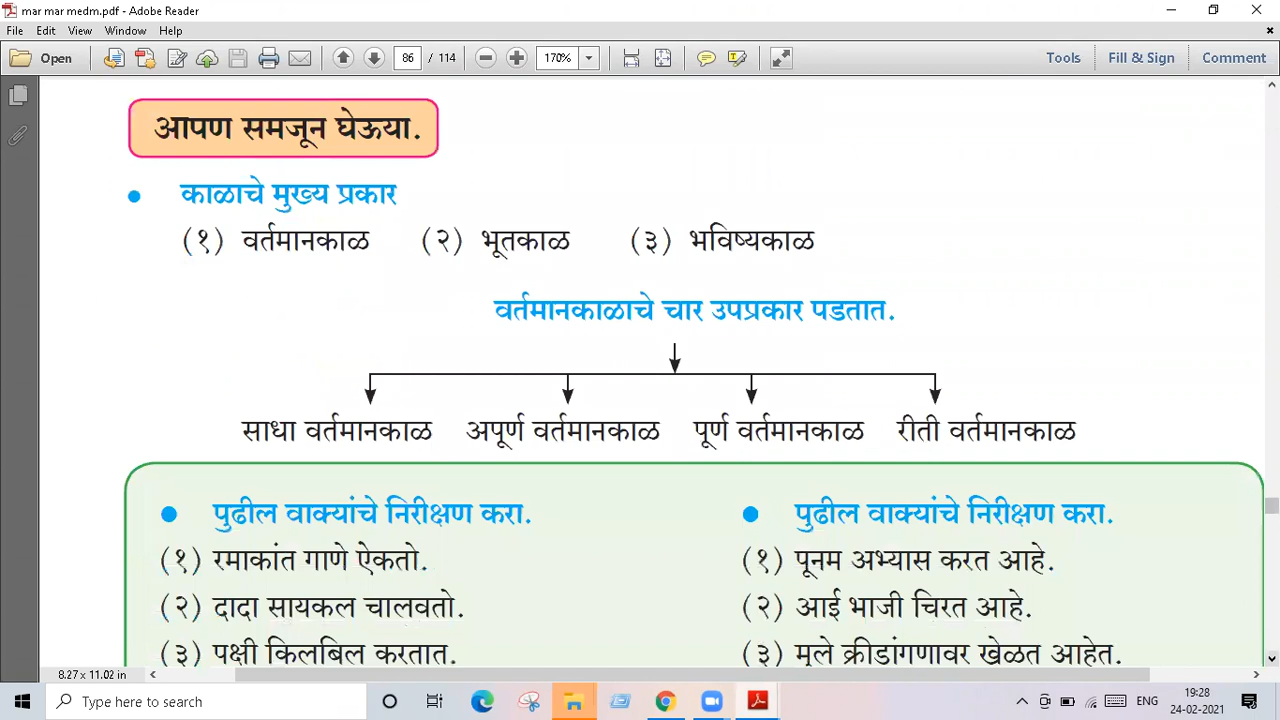 mar mar medm.pdf - Adobe Reader
File Edit View Window Help
Open 86 / 114 170% Tools Fill & Sign Comment
आपण समजून घेऊया.
काळाचे मुख्य प्रकार
(१) वर्तमानकाळ (२) भूतकाळ (३) भविष्यकाळ
वर्तमानकाळाचे चार उपप्रकार पडतात.
साधा वर्तमानकाळ अपूर्ण वर्तमानकाळ पूर्ण वर्तमानकाळ रीती वर्तमानकाळ
पुढील वाक्यांचे निरीक्षण करा.
(१) रमाकांत गाणे ऐकतो.
(२) दादा सायकल चालवतो.
(३) पक्षी किलबिल करतात.
पुढील वाक्यांचे निरीक्षण करा.
(१) पूनम अभ्यास करत आहे.
(२) आई भाजी चिरत आहे.
(३) मुले क्रीडांगणावर खेळत आहेत.
8.27 x 11.02 in
Type here to search
ENG
19:28
24-02-2021